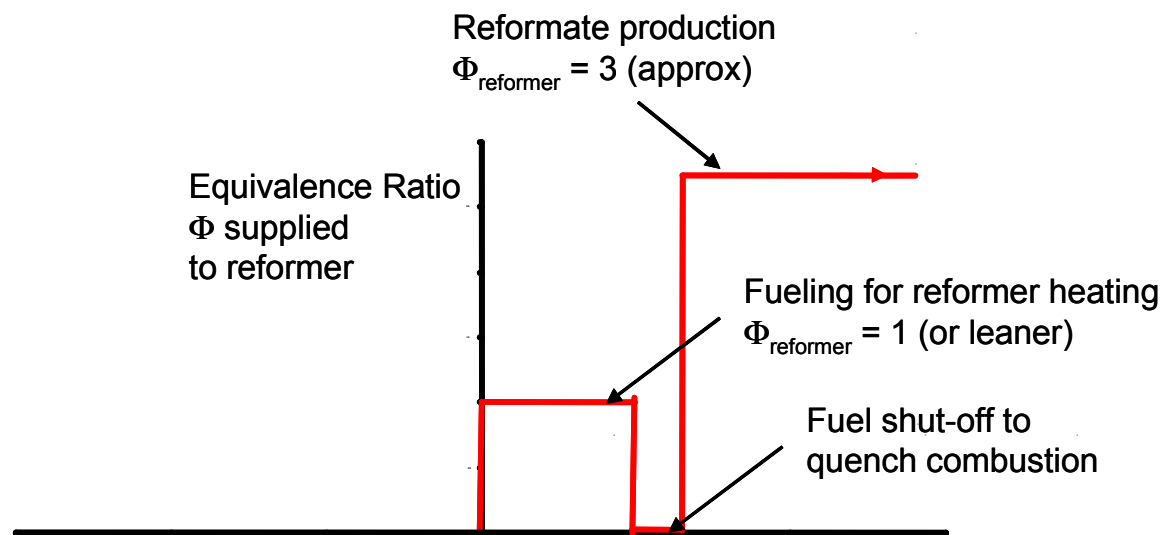 Reformate production
Φreformer = 3 (approx)
Equivalence Ratio
Φ supplied
to reformer
Fueling for reformer heating
Φreformer = 1 (or leaner)
Fuel shut-off to
quench combustion